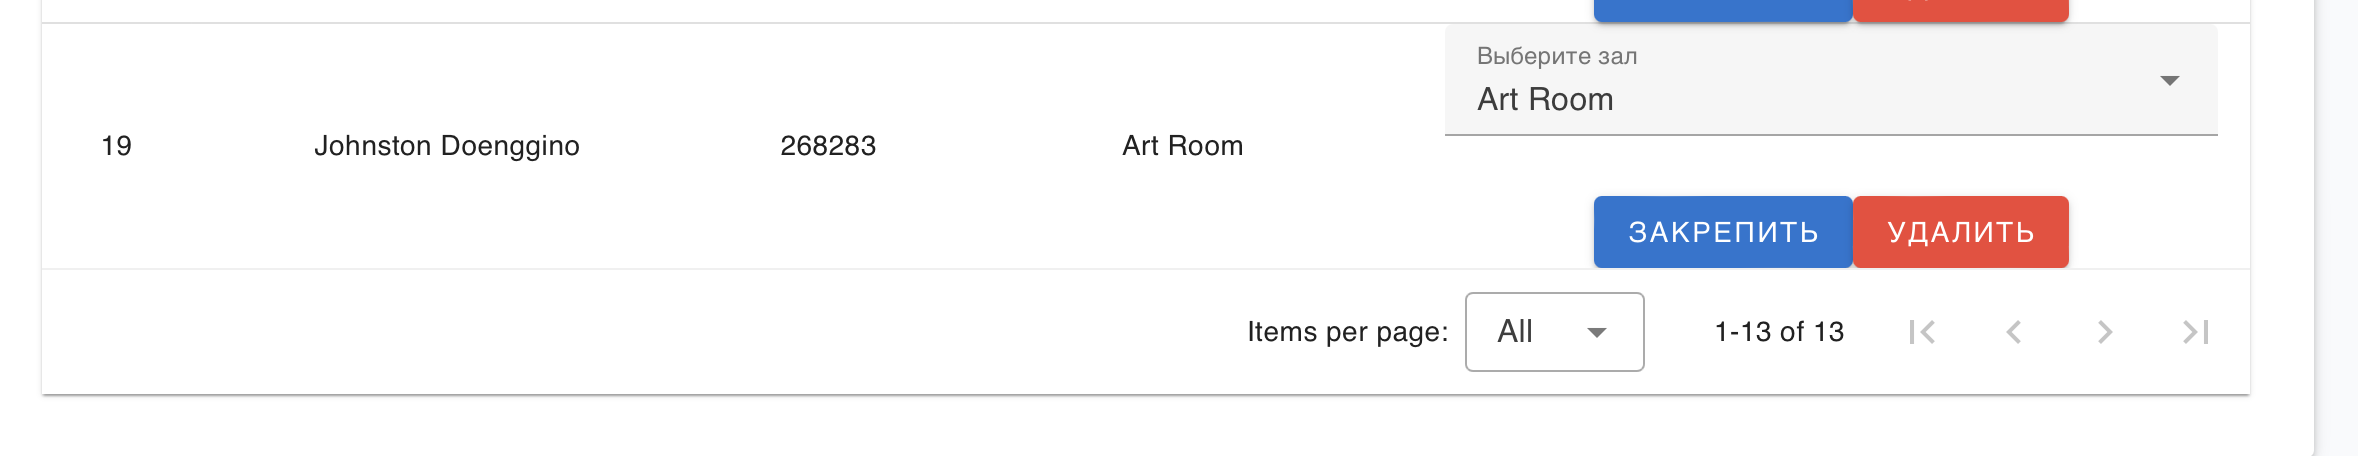 Выберите зал
Art Room
19 Johnston Doenggino 268283 Art Room
ЗАКРЕПИТЬ УДАЛИТЬ
Items per page: All 1-13 of 13